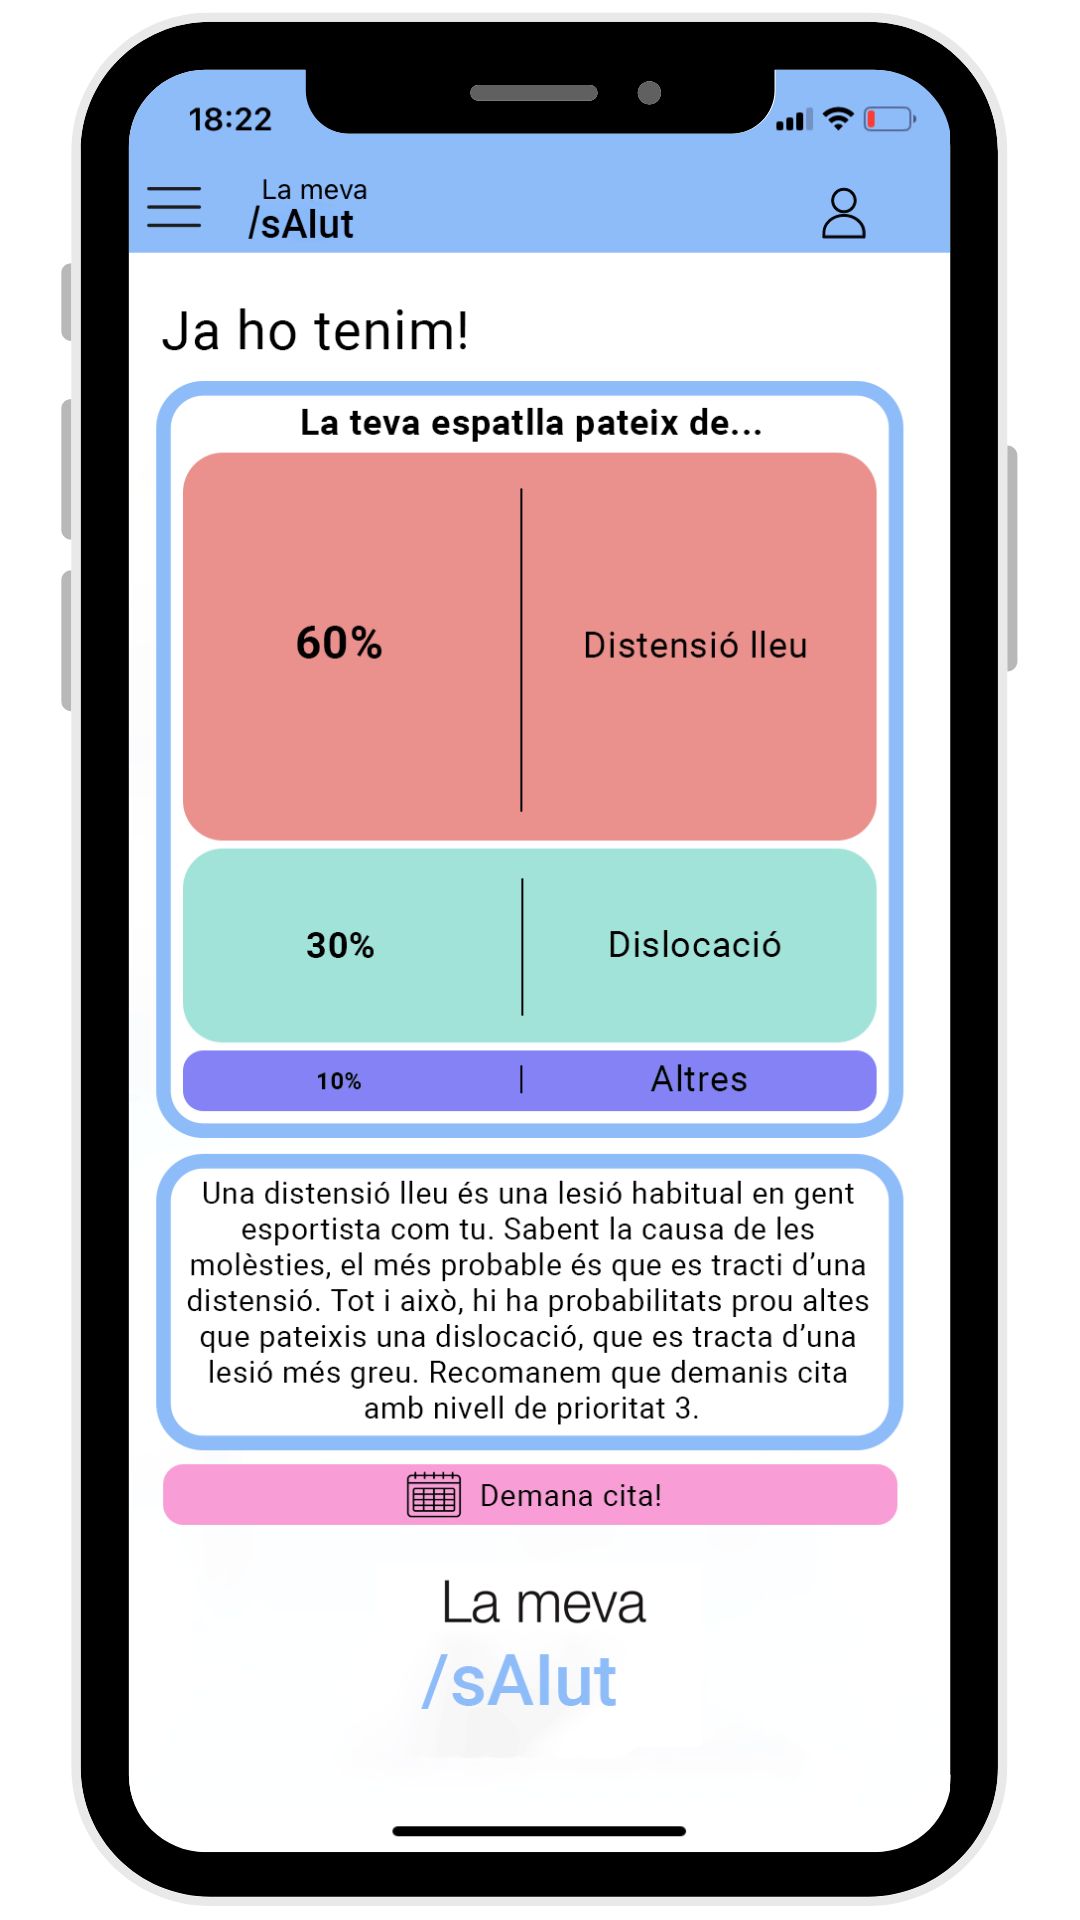 18:22
La meva
/sAlut
Ja ho tenim!
La teva espatlla pateix de...
60%
Distensió lleu
30%
Dislocació
10%
Altres
Una distensió lleu és una lesió habitual en gent
esportista com tu. Sabent la causa de les
molèsties, el més probable és que es tracti d’una
distensió. Tot i això, hi ha probabilitats prou altes
que pateixis una dislocació, que es tracta d’una
lesió més greu. Recomanem que demanis cita
amb nivell de prioritat 3.
Demana cita!
La meva
/sAlut